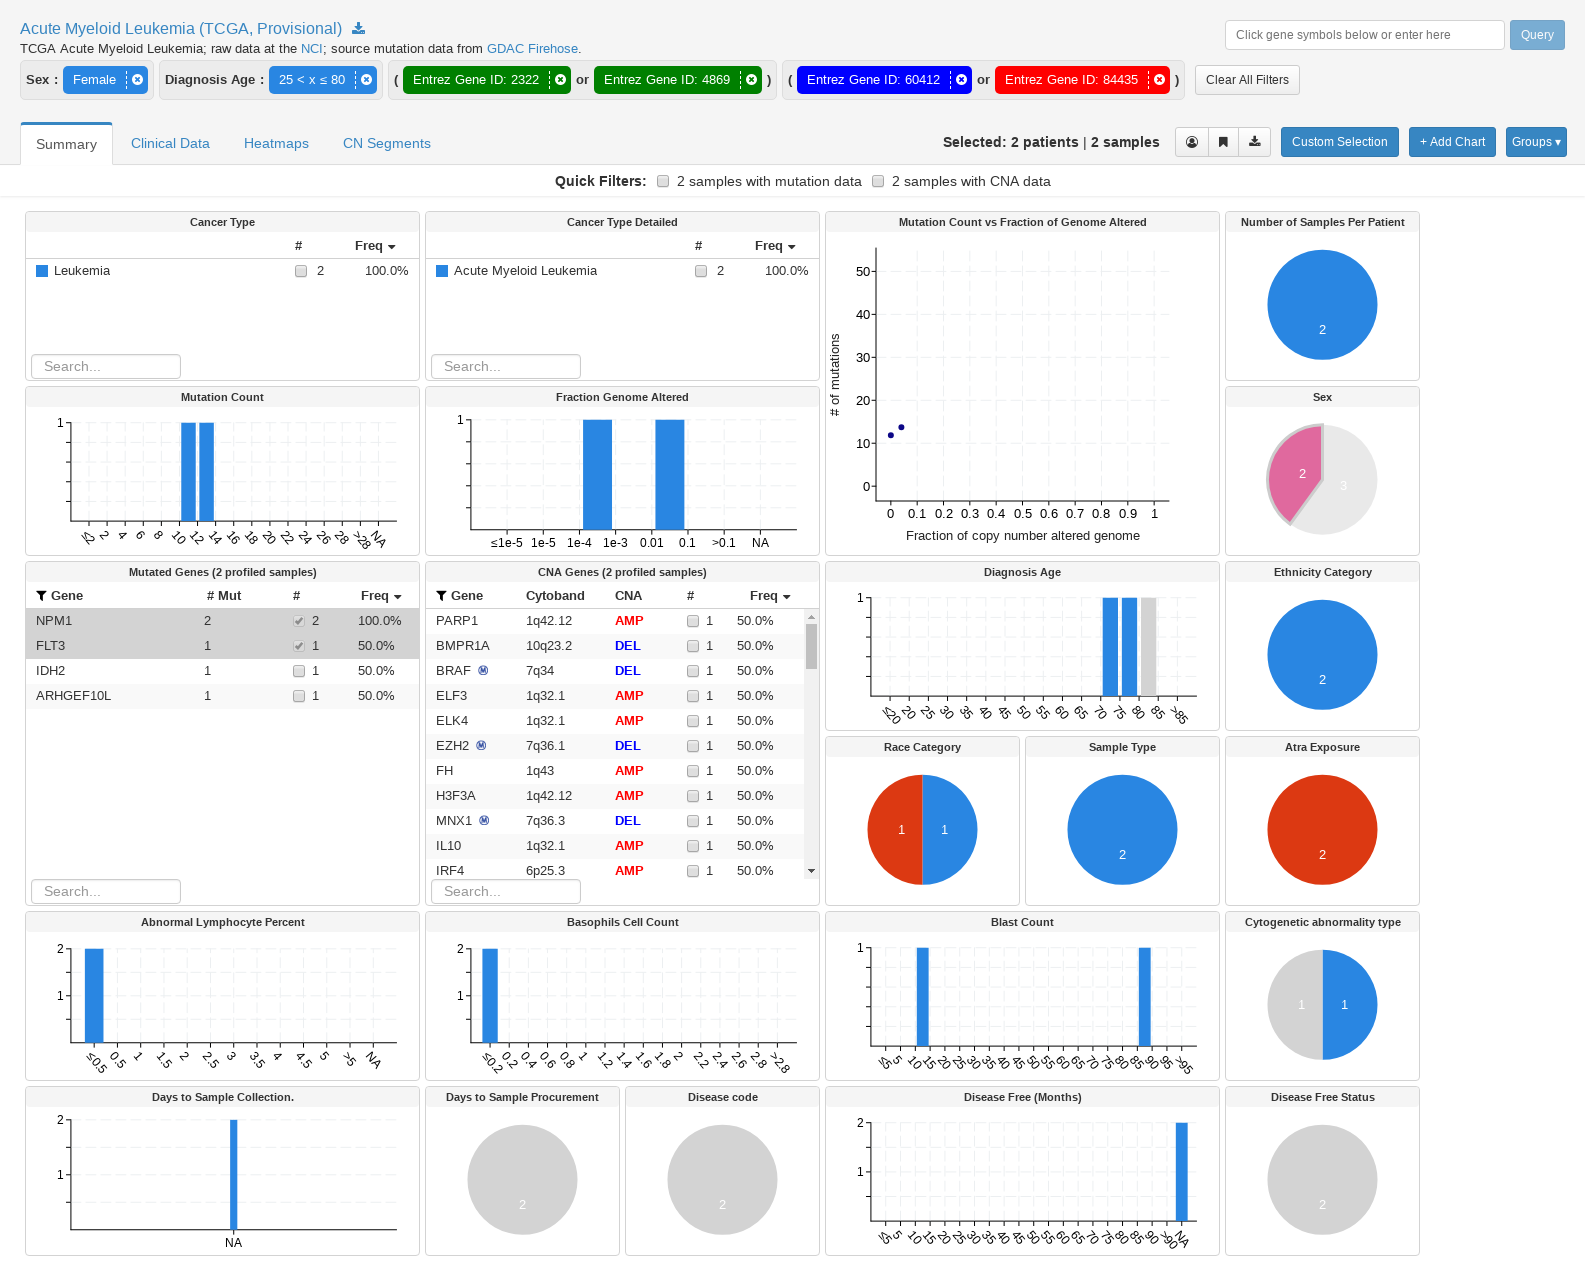 Acute Myeloid Leukemia (TCGA, Provisional)
Click gene symbols below or enter here
Query
TCGA Acute Myeloid Leukemia; raw data at the NCI; source mutation data from GDAC Firehose.
Sex : Female Diagnosis Age : 25 < x ≤ 80 ( Entrez Gene ID: 2322 or Entrez Gene ID: 4869 ) ( Entrez Gene ID: 60412 or Entrez Gene ID: 84435 ) Clear All Filters
Summary Clinical Data Heatmaps CN Segments
Selected: 2 patients | 2 samples
Custom Selection + Add Chart Groups ▾
Quick Filters: 2 samples with mutation data 2 samples with CNA data
Cancer Type
# Freq
Leukemia 2 100.0%
Search...
Cancer Type Detailed
# Freq
Acute Myeloid Leukemia 2 100.0%
Search...
Mutation Count vs Fraction of Genome Altered
# of mutations
50
40
30
20
10
0
0 0.1 0.2 0.3 0.4 0.5 0.6 0.7 0.8 0.9 1
Fraction of copy number altered genome
Number of Samples Per Patient
2
Mutation Count
1
≤2 2 4 6 8 10 12 14 16 18 20 22 24 26 28 >28 NA
Fraction Genome Altered
1
≤1e-5 1e-5 1e-4 1e-3 0.01 0.1 >0.1 NA
Sex
2
3
Mutated Genes (2 profiled samples)
Gene # Mut # Freq
NPM1 2 2 100.0%
FLT3 1 1 50.0%
IDH2 1 1 50.0%
ARHGEF10L 1 1 50.0%
Search...
CNA Genes (2 profiled samples)
Gene Cytoband CNA # Freq
PARP1 1q42.12 AMP 1 50.0%
BMPR1A 10q23.2 DEL 1 50.0%
BRAF M 7q34 DEL 1 50.0%
ELF3 1q32.1 AMP 1 50.0%
ELK4 1q32.1 AMP 1 50.0%
EZH2 M 7q36.1 DEL 1 50.0%
FH 1q43 AMP 1 50.0%
H3F3A 1q42.12 AMP 1 50.0%
MNX1 M 7q36.3 DEL 1 50.0%
IL10 1q32.1 AMP 1 50.0%
IRF4 6p25.3 AMP 1 50.0%
Search...
Diagnosis Age
1
≤20 20 25 30 35 40 45 50 55 60 65 70 75 80 85 >85
Ethnicity Category
2
Race Category
1 1
Sample Type
2
Atra Exposure
2
Abnormal Lymphocyte Percent
2
1
≤0.5 0.5 1 1.5 2 2.5 3 3.5 4 4.5 5 >5 NA
Basophils Cell Count
2
1
≤0.2 0.2 0.4 0.6 0.8 1 1.2 1.4 1.6 1.8 2 2.2 2.4 2.6 2.8 >2.8
Blast Count
1
≤5 5 10 15 20 25 30 35 40 45 50 55 60 65 70 75 80 85 90 95 >95
Cytogenetic abnormality type
1 1
Days to Sample Collection.
2
1
NA
Days to Sample Procurement
2
Disease code
2
Disease Free (Months)
2
1
≤5 5 10 15 20 25 30 35 40 45 50 55 60 65 70 75 80 85 90 >90 NA
Disease Free Status
2